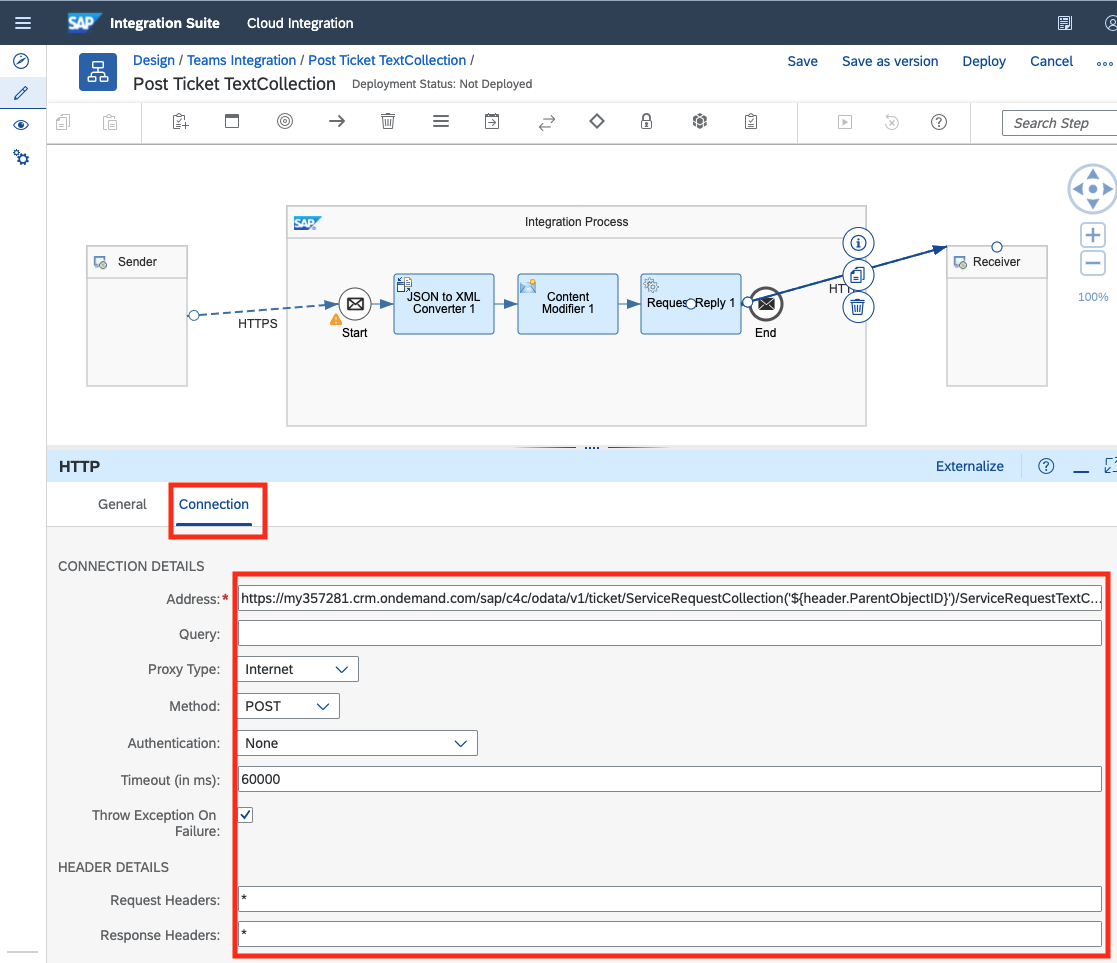 SAP Integration Suite Cloud Integration
Design / Teams Integration / Post Ticket TextCollection /
Post Ticket TextCollection Deployment Status: Not Deployed
Save Save as version Deploy Cancel
Search Step
SAP Integration Process
Sender
Receiver
HTTPS
Start
JSON to XML
Converter 1
Content
Modifier 1
Reques Reply 1
End
HTT
100%
HTTP
Externalize
General Connection
CONNECTION DETAILS
Address:* https://my357281.crm.ondemand.com/sap/c4c/odata/v1/ticket/ServiceRequestCollection('${header.ParentObjectID}')/ServiceRequestTextC...
Query:
Proxy Type: Internet
Method: POST
Authentication: None
Timeout (in ms): 60000
Throw Exception On
Failure:
HEADER DETAILS
Request Headers: *
Response Headers: *